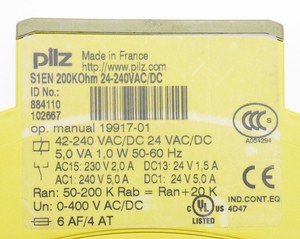 pilz Made in France
http://www.pilz.com
S1EN 200KOhm 24-240VAC/DC
ID No.:
884110
102667
CCC
A054294
op. manual 19917-01
42-240 VAC/DC 24 VAC/DC
5,0 VA 1,0 W 50-60 Hz
AC15: 230 V 2,0 A DC13: 24 V 1,5 A
AC1: 240 V 5,0 A DC1: 24 V 5,0 A
Ran: 50-200 K Rab = Ran+20 K
Un: 0-400 V AC/DC
6 AF/4 AT
C UL US LISTED
IND.CONT.EQ.
4D47